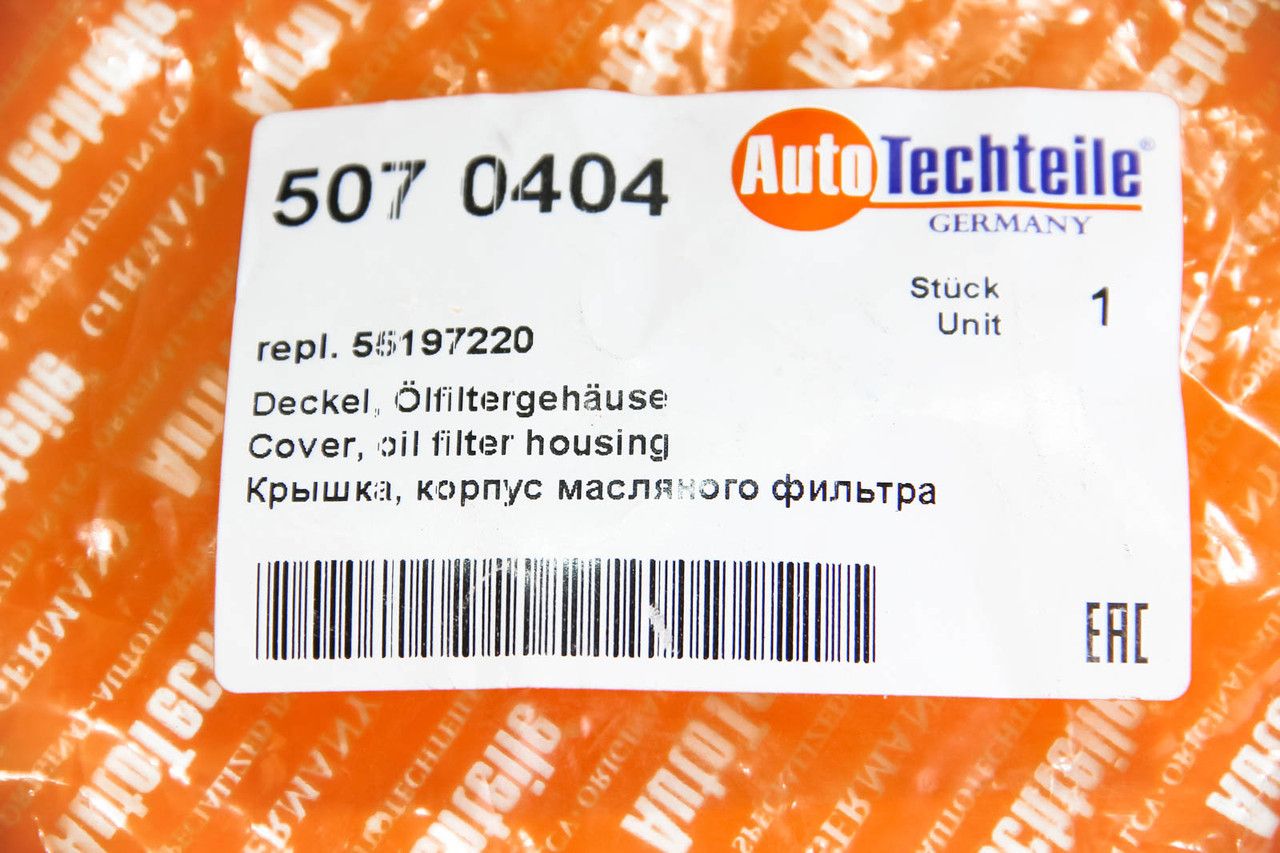 507 0404
AutoTechteile®
GERMANY
Stück 1
Unit
repl. 55197220
Deckel, Ölfiltergehäuse
Cover, oil filter housing
Крышка, корпус масляного фильтра
EAC